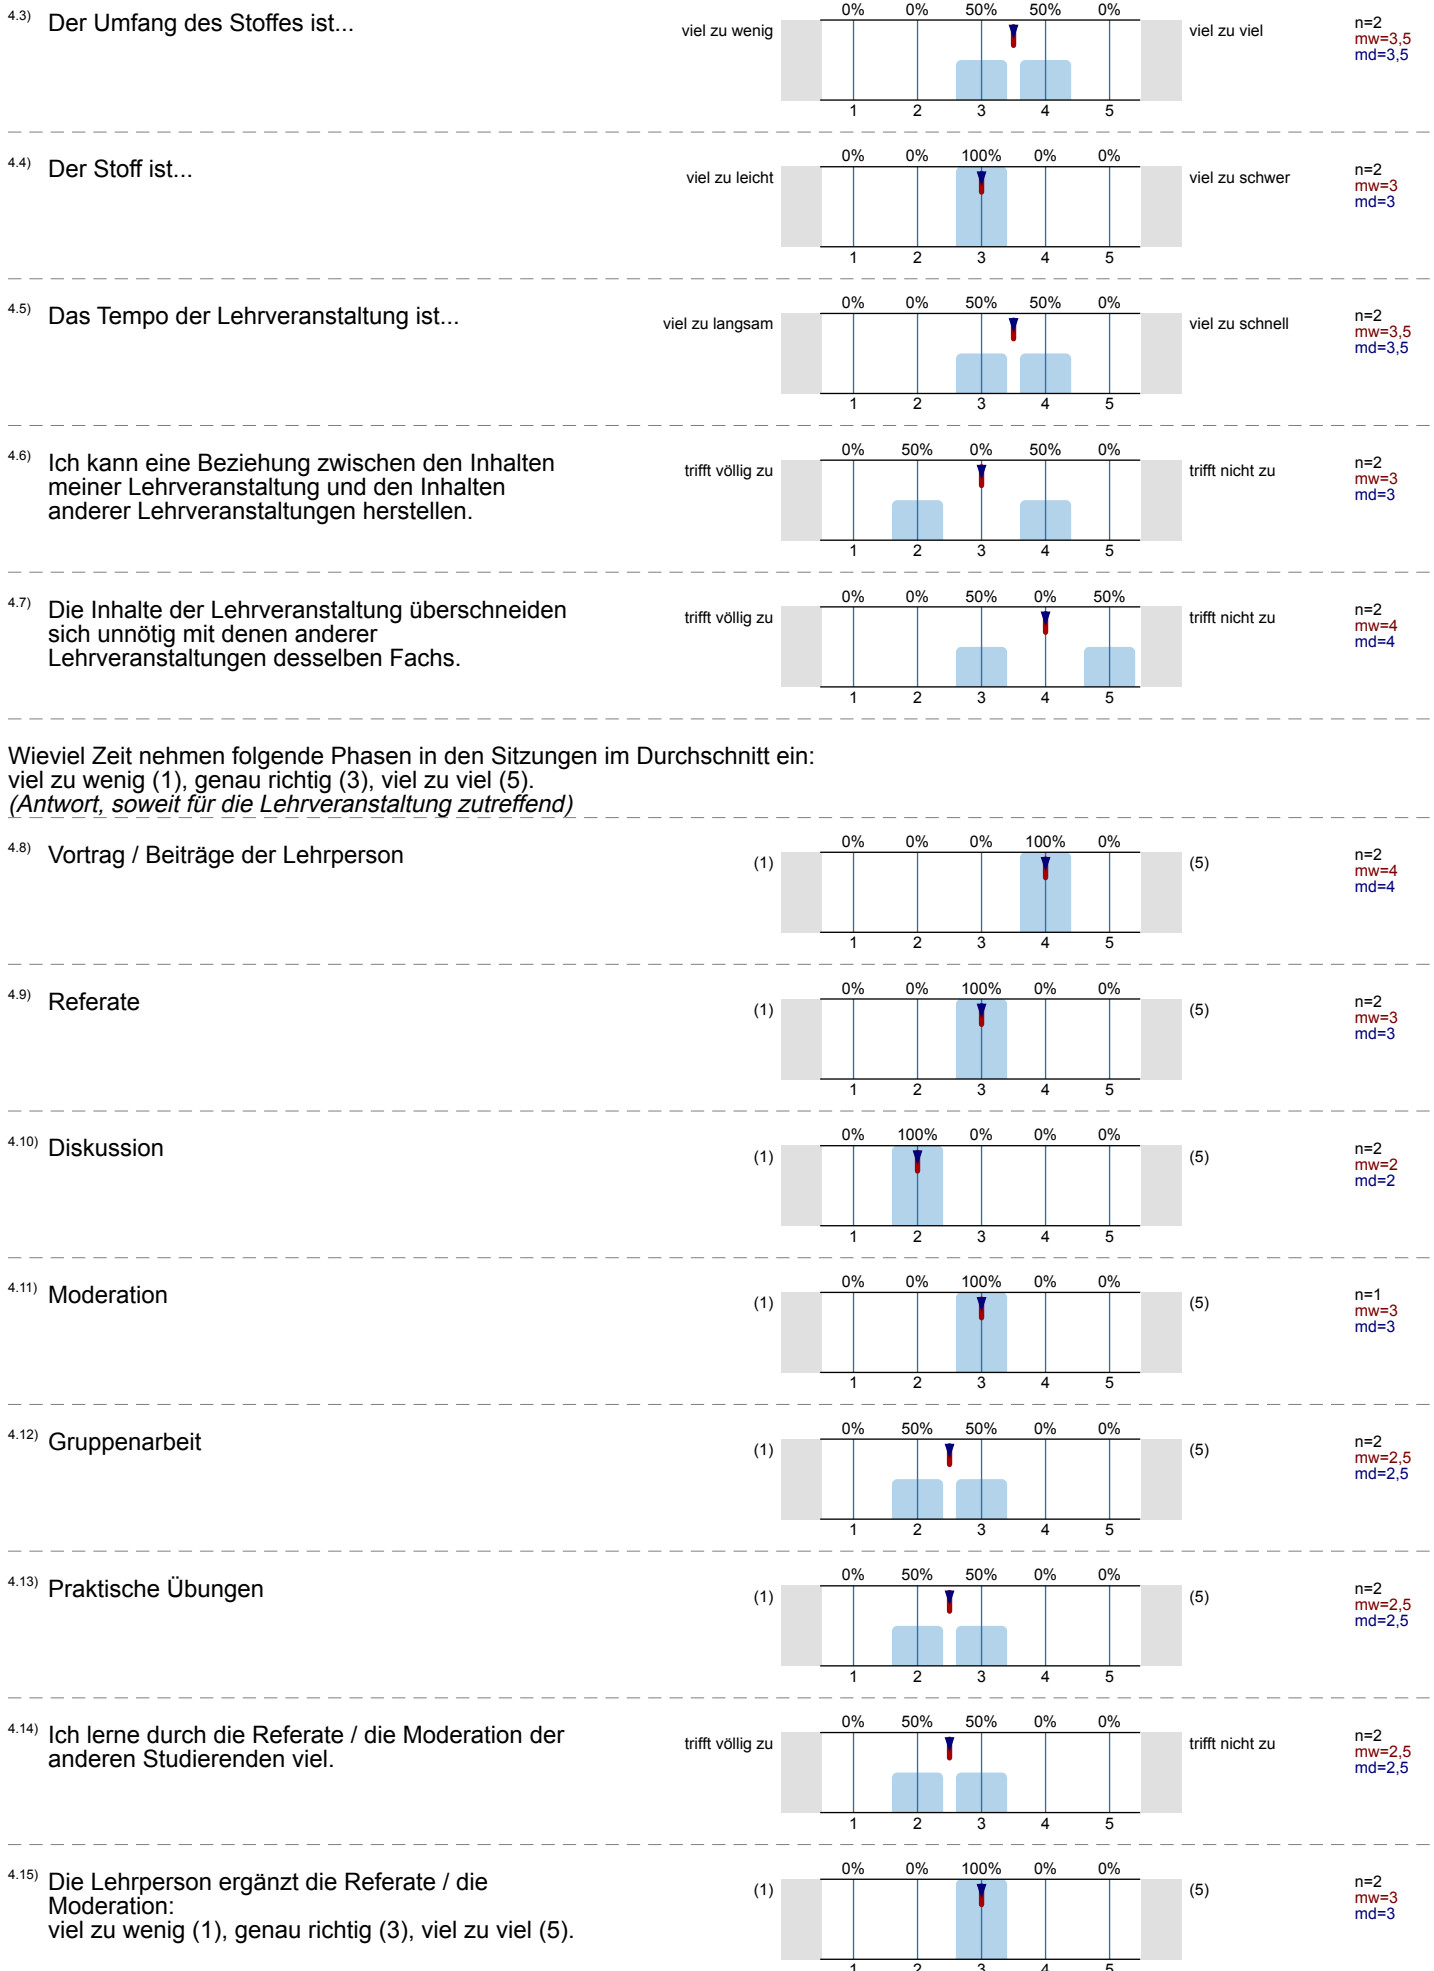 4.3) Der Umfang des Stoffes ist...
0% 0% 50% 50% 0%
viel zu wenig
viel zu viel
n=2
mw=3,5
md=3,5
1 2 3 4 5
4.4) Der Stoff ist...
0% 0% 100% 0% 0%
viel zu leicht
viel zu schwer
n=2
mw=3
md=3
1 2 3 4 5
4.5) Das Tempo der Lehrveranstaltung ist...
0% 0% 50% 50% 0%
viel zu langsam
viel zu schnell
n=2
mw=3,5
md=3,5
1 2 3 4 5
4.6) Ich kann eine Beziehung zwischen den Inhalten
meiner Lehrveranstaltung und den Inhalten
anderer Lehrveranstaltungen herstellen.
0% 50% 0% 50% 0%
trifft völlig zu
trifft nicht zu
n=2
mw=3
md=3
1 2 3 4 5
4.7) Die Inhalte der Lehrveranstaltung überschneiden
sich unnötig mit denen anderer
Lehrveranstaltungen desselben Fachs.
0% 0% 50% 0% 50%
trifft völlig zu
trifft nicht zu
n=2
mw=4
md=4
1 2 3 4 5
Wieviel Zeit nehmen folgende Phasen in den Sitzungen im Durchschnitt ein:
viel zu wenig (1), genau richtig (3), viel zu viel (5).
(Antwort, soweit für die Lehrveranstaltung zutreffend)
4.8) Vortrag / Beiträge der Lehrperson
0% 0% 0% 100% 0%
(1)
(5)
n=2
mw=4
md=4
1 2 3 4 5
4.9) Referate
0% 0% 100% 0% 0%
(1)
(5)
n=2
mw=3
md=3
1 2 3 4 5
4.10) Diskussion
0% 100% 0% 0% 0%
(1)
(5)
n=2
mw=2
md=2
1 2 3 4 5
4.11) Moderation
0% 0% 100% 0% 0%
(1)
(5)
n=1
mw=3
md=3
1 2 3 4 5
4.12) Gruppenarbeit
0% 50% 50% 0% 0%
(1)
(5)
n=2
mw=2,5
md=2,5
1 2 3 4 5
4.13) Praktische Übungen
0% 50% 50% 0% 0%
(1)
(5)
n=2
mw=2,5
md=2,5
1 2 3 4 5
4.14) Ich lerne durch die Referate / die Moderation der
anderen Studierenden viel.
0% 50% 50% 0% 0%
trifft völlig zu
trifft nicht zu
n=2
mw=2,5
md=2,5
1 2 3 4 5
4.15) Die Lehrperson ergänzt die Referate / die
Moderation:
viel zu wenig (1), genau richtig (3), viel zu viel (5).
0% 0% 100% 0% 0%
(1)
(5)
n=2
mw=3
md=3
1 2 3 4 5